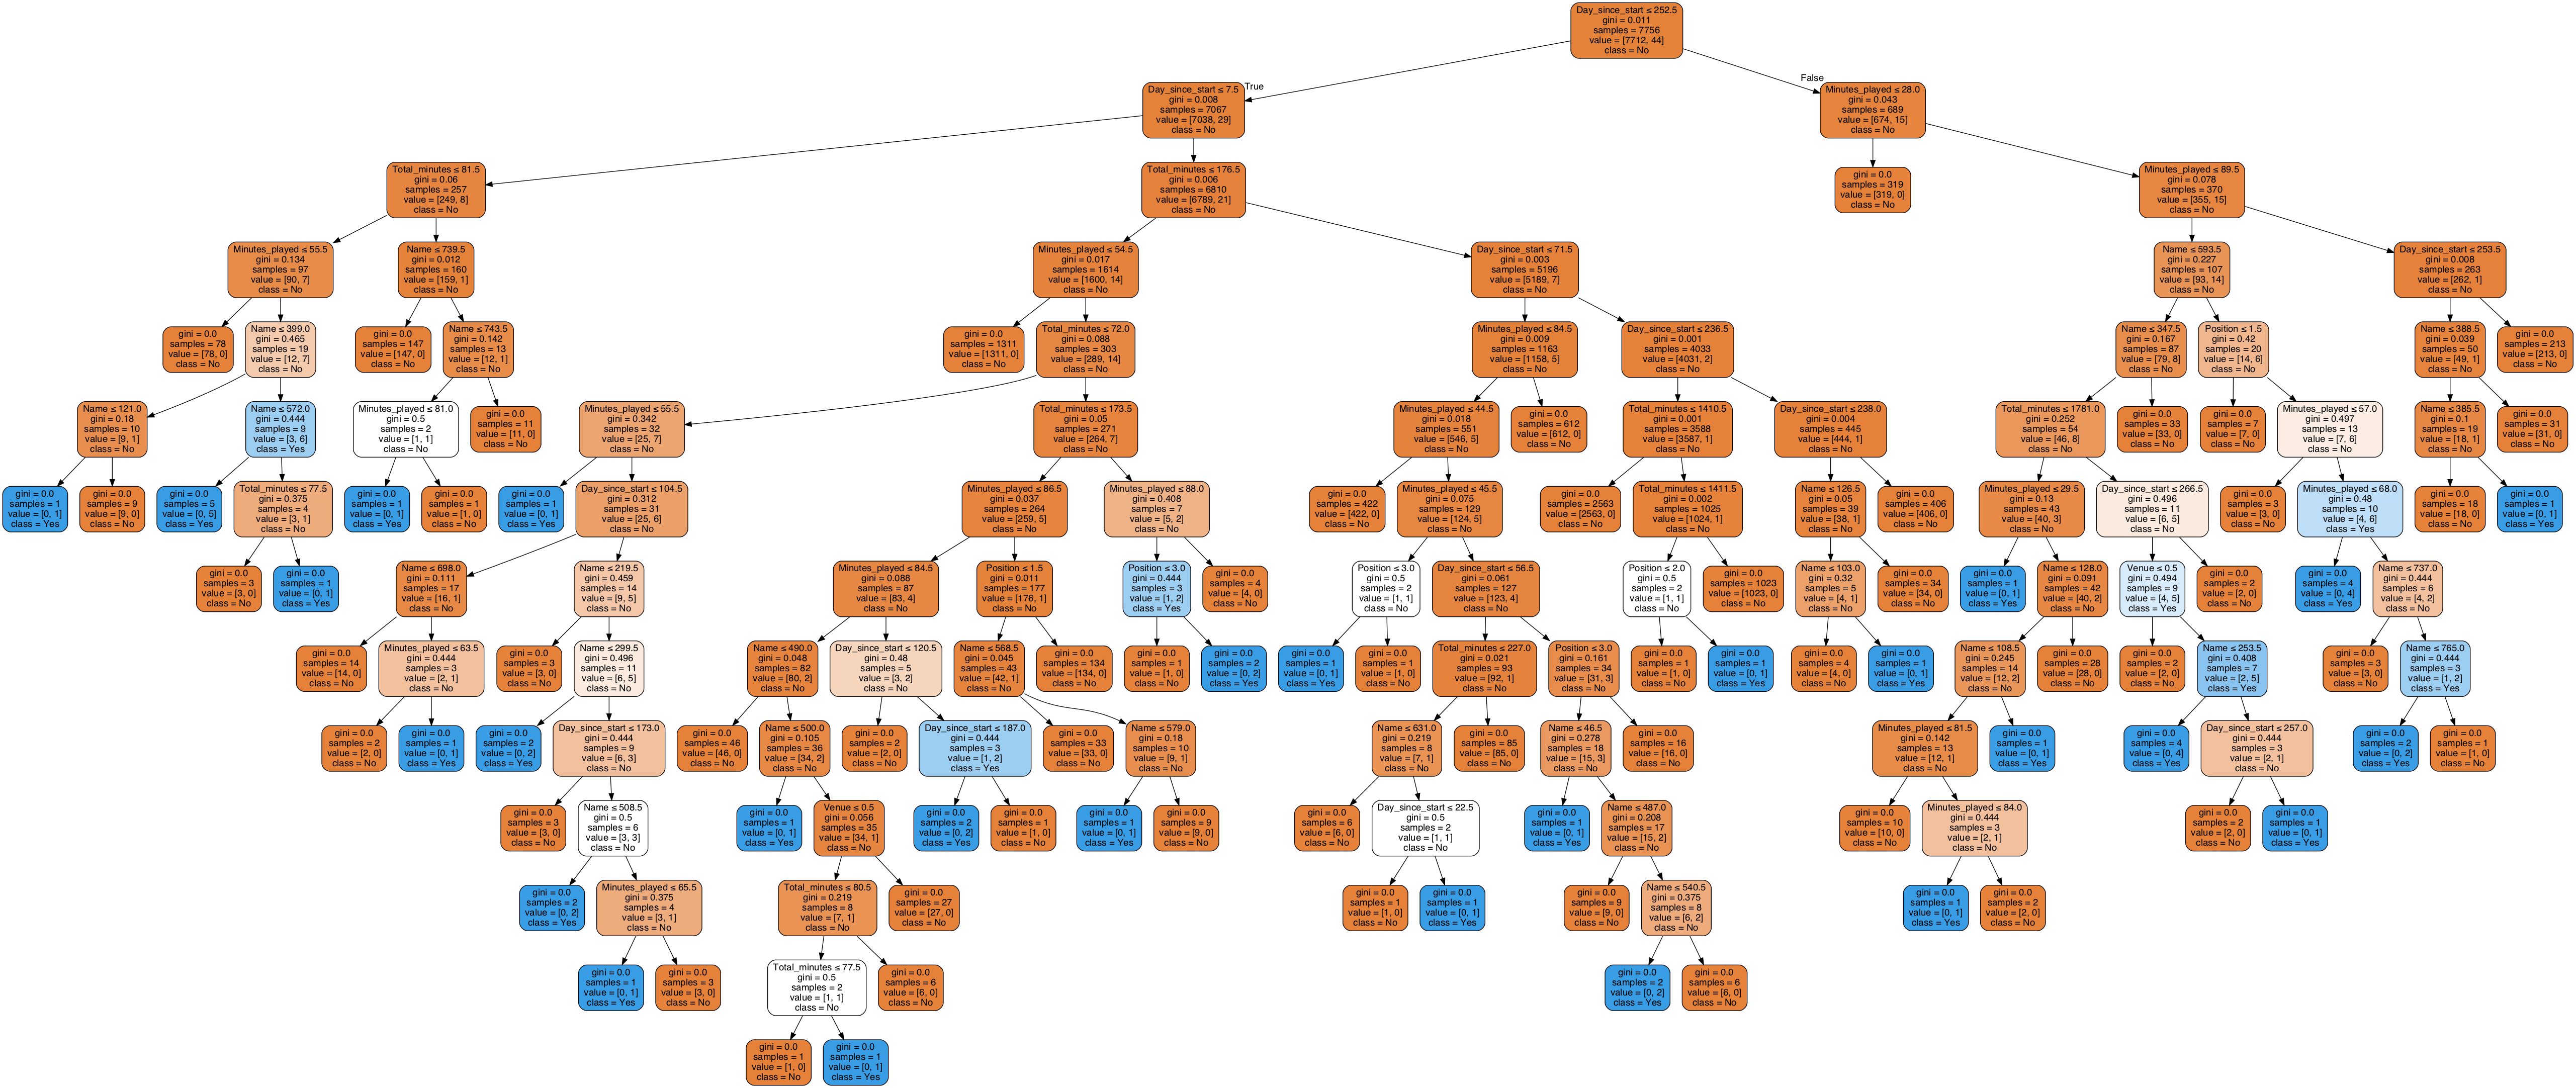 Day_since_start ≤ 252.5
gini = 0.011
samples = 7756
value = [7712, 44]
class = No
True
False
Day_since_start ≤ 7.5
gini = 0.008
samples = 7067
value = [7038, 29]
class = No
Minutes_played ≤ 28.0
gini = 0.043
samples = 689
value = [674, 15]
class = No
Total_minutes ≤ 81.5
gini = 0.06
samples = 257
value = [249, 8]
class = No
Total_minutes ≤ 176.5
gini = 0.006
samples = 6810
value = [6789, 21]
class = No
gini = 0.0
samples = 319
value = [319, 0]
class = No
Minutes_played ≤ 89.5
gini = 0.078
samples = 370
value = [355, 15]
class = No
Minutes_played ≤ 55.5
gini = 0.134
samples = 97
value = [90, 7]
class = No
Name ≤ 739.5
gini = 0.012
samples = 160
value = [159, 1]
class = No
Minutes_played ≤ 54.5
gini = 0.017
samples = 1614
value = [1600, 14]
class = No
Day_since_start ≤ 71.5
gini = 0.003
samples = 5196
value = [5189, 7]
class = No
Name ≤ 593.5
gini = 0.227
samples = 107
value = [93, 14]
class = No
Day_since_start ≤ 253.5
gini = 0.008
samples = 263
value = [262, 1]
class = No
gini = 0.0
samples = 78
value = [78, 0]
class = No
Name ≤ 399.0
gini = 0.465
samples = 19
value = [12, 7]
class = No
gini = 0.0
samples = 147
value = [147, 0]
class = No
Name ≤ 743.5
gini = 0.142
samples = 13
value = [12, 1]
class = No
gini = 0.0
samples = 1311
value = [1311, 0]
class = No
Total_minutes ≤ 72.0
gini = 0.088
samples = 303
value = [289, 14]
class = No
Minutes_played ≤ 84.5
gini = 0.009
samples = 1163
value = [1158, 5]
class = No
Day_since_start ≤ 236.5
gini = 0.001
samples = 4033
value = [4031, 2]
class = No
Name ≤ 347.5
gini = 0.167
samples = 87
value = [79, 8]
class = No
Position ≤ 1.5
gini = 0.42
samples = 20
value = [14, 6]
class = No
Name ≤ 388.5
gini = 0.039
samples = 50
value = [49, 1]
class = No
gini = 0.0
samples = 213
value = [213, 0]
class = No
Name ≤ 121.0
gini = 0.18
samples = 10
value = [9, 1]
class = No
Name ≤ 572.0
gini = 0.444
samples = 9
value = [3, 6]
class = Yes
Minutes_played ≤ 81.0
gini = 0.5
samples = 2
value = [1, 1]
class = No
gini = 0.0
samples = 11
value = [11, 0]
class = No
Minutes_played ≤ 55.5
gini = 0.342
samples = 32
value = [25, 7]
class = No
Total_minutes ≤ 173.5
gini = 0.05
samples = 271
value = [264, 7]
class = No
Minutes_played ≤ 44.5
gini = 0.018
samples = 551
value = [546, 5]
class = No
gini = 0.0
samples = 612
value = [612, 0]
class = No
Total_minutes ≤ 1410.5
gini = 0.001
samples = 3588
value = [3587, 1]
class = No
Day_since_start ≤ 238.0
gini = 0.004
samples = 445
value = [444, 1]
class = No
Total_minutes ≤ 1781.0
gini = 0.252
samples = 54
value = [46, 8]
class = No
gini = 0.0
samples = 33
value = [33, 0]
class = No
gini = 0.0
samples = 7
value = [7, 0]
class = No
Minutes_played ≤ 57.0
gini = 0.497
samples = 13
value = [7, 6]
class = No
Name ≤ 385.5
gini = 0.1
samples = 19
value = [18, 1]
class = No
gini = 0.0
samples = 31
value = [31, 0]
class = No
gini = 0.0
samples = 1
value = [0, 1]
class = Yes
gini = 0.0
samples = 9
value = [9, 0]
class = No
gini = 0.0
samples = 5
value = [0, 5]
class = Yes
Total_minutes ≤ 77.5
gini = 0.375
samples = 4
value = [3, 1]
class = No
gini = 0.0
samples = 1
value = [0, 1]
class = Yes
gini = 0.0
samples = 1
value = [1, 0]
class = No
gini = 0.0
samples = 1
value = [0, 1]
class = Yes
Day_since_start ≤ 104.5
gini = 0.312
samples = 31
value = [25, 6]
class = No
Minutes_played ≤ 86.5
gini = 0.037
samples = 264
value = [259, 5]
class = No
Minutes_played ≤ 88.0
gini = 0.408
samples = 7
value = [5, 2]
class = No
gini = 0.0
samples = 422
value = [422, 0]
class = No
Minutes_played ≤ 45.5
gini = 0.075
samples = 129
value = [124, 5]
class = No
gini = 0.0
samples = 2563
value = [2563, 0]
class = No
Total_minutes ≤ 1411.5
gini = 0.002
samples = 1025
value = [1024, 1]
class = No
Name ≤ 126.5
gini = 0.05
samples = 39
value = [38, 1]
class = No
gini = 0.0
samples = 406
value = [406, 0]
class = No
Minutes_played ≤ 29.5
gini = 0.13
samples = 43
value = [40, 3]
class = No
Day_since_start ≤ 266.5
gini = 0.496
samples = 11
value = [6, 5]
class = No
gini = 0.0
samples = 3
value = [3, 0]
class = No
Minutes_played ≤ 68.0
gini = 0.48
samples = 10
value = [4, 6]
class = Yes
gini = 0.0
samples = 18
value = [18, 0]
class = No
gini = 0.0
samples = 1
value = [0, 1]
class = Yes
gini = 0.0
samples = 3
value = [3, 0]
class = No
gini = 0.0
samples = 1
value = [0, 1]
class = Yes
Name ≤ 698.0
gini = 0.111
samples = 17
value = [16, 1]
class = No
Name ≤ 219.5
gini = 0.459
samples = 14
value = [9, 5]
class = No
Minutes_played ≤ 84.5
gini = 0.088
samples = 87
value = [83, 4]
class = No
Position ≤ 1.5
gini = 0.011
samples = 177
value = [176, 1]
class = No
Position ≤ 3.0
gini = 0.444
samples = 3
value = [1, 2]
class = Yes
gini = 0.0
samples = 4
value = [4, 0]
class = No
Position ≤ 3.0
gini = 0.5
samples = 2
value = [1, 1]
class = No
Day_since_start ≤ 56.5
gini = 0.061
samples = 127
value = [123, 4]
class = No
Position ≤ 2.0
gini = 0.5
samples = 2
value = [1, 1]
class = No
gini = 0.0
samples = 1023
value = [1023, 0]
class = No
Name ≤ 103.0
gini = 0.32
samples = 5
value = [4, 1]
class = No
gini = 0.0
samples = 34
value = [34, 0]
class = No
gini = 0.0
samples = 1
value = [0, 1]
class = Yes
Name ≤ 128.0
gini = 0.091
samples = 42
value = [40, 2]
class = No
Venue ≤ 0.5
gini = 0.494
samples = 9
value = [4, 5]
class = Yes
gini = 0.0
samples = 2
value = [2, 0]
class = No
gini = 0.0
samples = 4
value = [0, 4]
class = Yes
Name ≤ 737.0
gini = 0.444
samples = 6
value = [4, 2]
class = No
gini = 0.0
samples = 14
value = [14, 0]
class = No
Minutes_played ≤ 63.5
gini = 0.444
samples = 3
value = [2, 1]
class = No
gini = 0.0
samples = 3
value = [3, 0]
class = No
Name ≤ 299.5
gini = 0.496
samples = 11
value = [6, 5]
class = No
Name ≤ 490.0
gini = 0.048
samples = 82
value = [80, 2]
class = No
Day_since_start ≤ 120.5
gini = 0.48
samples = 5
value = [3, 2]
class = No
Name ≤ 568.5
gini = 0.045
samples = 43
value = [42, 1]
class = No
gini = 0.0
samples = 134
value = [134, 0]
class = No
gini = 0.0
samples = 1
value = [1, 0]
class = No
gini = 0.0
samples = 2
value = [0, 2]
class = Yes
gini = 0.0
samples = 1
value = [0, 1]
class = Yes
gini = 0.0
samples = 1
value = [1, 0]
class = No
Total_minutes ≤ 227.0
gini = 0.021
samples = 93
value = [92, 1]
class = No
Position ≤ 3.0
gini = 0.161
samples = 34
value = [31, 3]
class = No
gini = 0.0
samples = 1
value = [1, 0]
class = No
gini = 0.0
samples = 1
value = [0, 1]
class = Yes
gini = 0.0
samples = 4
value = [4, 0]
class = No
gini = 0.0
samples = 1
value = [0, 1]
class = Yes
Name ≤ 108.5
gini = 0.245
samples = 14
value = [12, 2]
class = No
gini = 0.0
samples = 28
value = [28, 0]
class = No
gini = 0.0
samples = 2
value = [2, 0]
class = No
Name ≤ 253.5
gini = 0.408
samples = 7
value = [2, 5]
class = Yes
gini = 0.0
samples = 3
value = [3, 0]
class = No
Name ≤ 765.0
gini = 0.444
samples = 3
value = [1, 2]
class = Yes
gini = 0.0
samples = 2
value = [2, 0]
class = No
gini = 0.0
samples = 1
value = [0, 1]
class = Yes
gini = 0.0
samples = 2
value = [0, 2]
class = Yes
Day_since_start ≤ 173.0
gini = 0.444
samples = 9
value = [6, 3]
class = No
gini = 0.0
samples = 46
value = [46, 0]
class = No
Name ≤ 500.0
gini = 0.105
samples = 36
value = [34, 2]
class = No
gini = 0.0
samples = 2
value = [2, 0]
class = No
Day_since_start ≤ 187.0
gini = 0.444
samples = 3
value = [1, 2]
class = Yes
gini = 0.0
samples = 33
value = [33, 0]
class = No
Name ≤ 579.0
gini = 0.18
samples = 10
value = [9, 1]
class = No
Name ≤ 631.0
gini = 0.219
samples = 8
value = [7, 1]
class = No
gini = 0.0
samples = 85
value = [85, 0]
class = No
Name ≤ 46.5
gini = 0.278
samples = 18
value = [15, 3]
class = No
gini = 0.0
samples = 16
value = [16, 0]
class = No
Minutes_played ≤ 81.5
gini = 0.142
samples = 13
value = [12, 1]
class = No
gini = 0.0
samples = 1
value = [0, 1]
class = Yes
gini = 0.0
samples = 4
value = [0, 4]
class = Yes
Day_since_start ≤ 257.0
gini = 0.444
samples = 3
value = [2, 1]
class = No
gini = 0.0
samples = 2
value = [0, 2]
class = Yes
gini = 0.0
samples = 1
value = [1, 0]
class = No
gini = 0.0
samples = 3
value = [3, 0]
class = No
Name ≤ 508.5
gini = 0.5
samples = 6
value = [3, 3]
class = No
gini = 0.0
samples = 1
value = [0, 1]
class = Yes
Venue ≤ 0.5
gini = 0.056
samples = 35
value = [34, 1]
class = No
gini = 0.0
samples = 2
value = [0, 2]
class = Yes
gini = 0.0
samples = 1
value = [1, 0]
class = No
gini = 0.0
samples = 1
value = [0, 1]
class = Yes
gini = 0.0
samples = 9
value = [9, 0]
class = No
gini = 0.0
samples = 6
value = [6, 0]
class = No
Day_since_start ≤ 22.5
gini = 0.5
samples = 2
value = [1, 1]
class = No
gini = 0.0
samples = 1
value = [0, 1]
class = Yes
Name ≤ 487.0
gini = 0.208
samples = 17
value = [15, 2]
class = No
gini = 0.0
samples = 10
value = [10, 0]
class = No
Minutes_played ≤ 84.0
gini = 0.444
samples = 3
value = [2, 1]
class = No
gini = 0.0
samples = 2
value = [2, 0]
class = No
gini = 0.0
samples = 1
value = [0, 1]
class = Yes
gini = 0.0
samples = 2
value = [0, 2]
class = Yes
Minutes_played ≤ 65.5
gini = 0.375
samples = 4
value = [3, 1]
class = No
Total_minutes ≤ 80.5
gini = 0.219
samples = 8
value = [7, 1]
class = No
gini = 0.0
samples = 27
value = [27, 0]
class = No
gini = 0.0
samples = 1
value = [1, 0]
class = No
gini = 0.0
samples = 1
value = [0, 1]
class = Yes
gini = 0.0
samples = 9
value = [9, 0]
class = No
Name ≤ 540.5
gini = 0.375
samples = 8
value = [6, 2]
class = No
gini = 0.0
samples = 1
value = [0, 1]
class = Yes
gini = 0.0
samples = 2
value = [2, 0]
class = No
gini = 0.0
samples = 1
value = [0, 1]
class = Yes
gini = 0.0
samples = 3
value = [3, 0]
class = No
Total_minutes ≤ 77.5
gini = 0.5
samples = 2
value = [1, 1]
class = No
gini = 0.0
samples = 6
value = [6, 0]
class = No
gini = 0.0
samples = 2
value = [0, 2]
class = Yes
gini = 0.0
samples = 6
value = [6, 0]
class = No
gini = 0.0
samples = 1
value = [1, 0]
class = No
gini = 0.0
samples = 1
value = [0, 1]
class = Yes